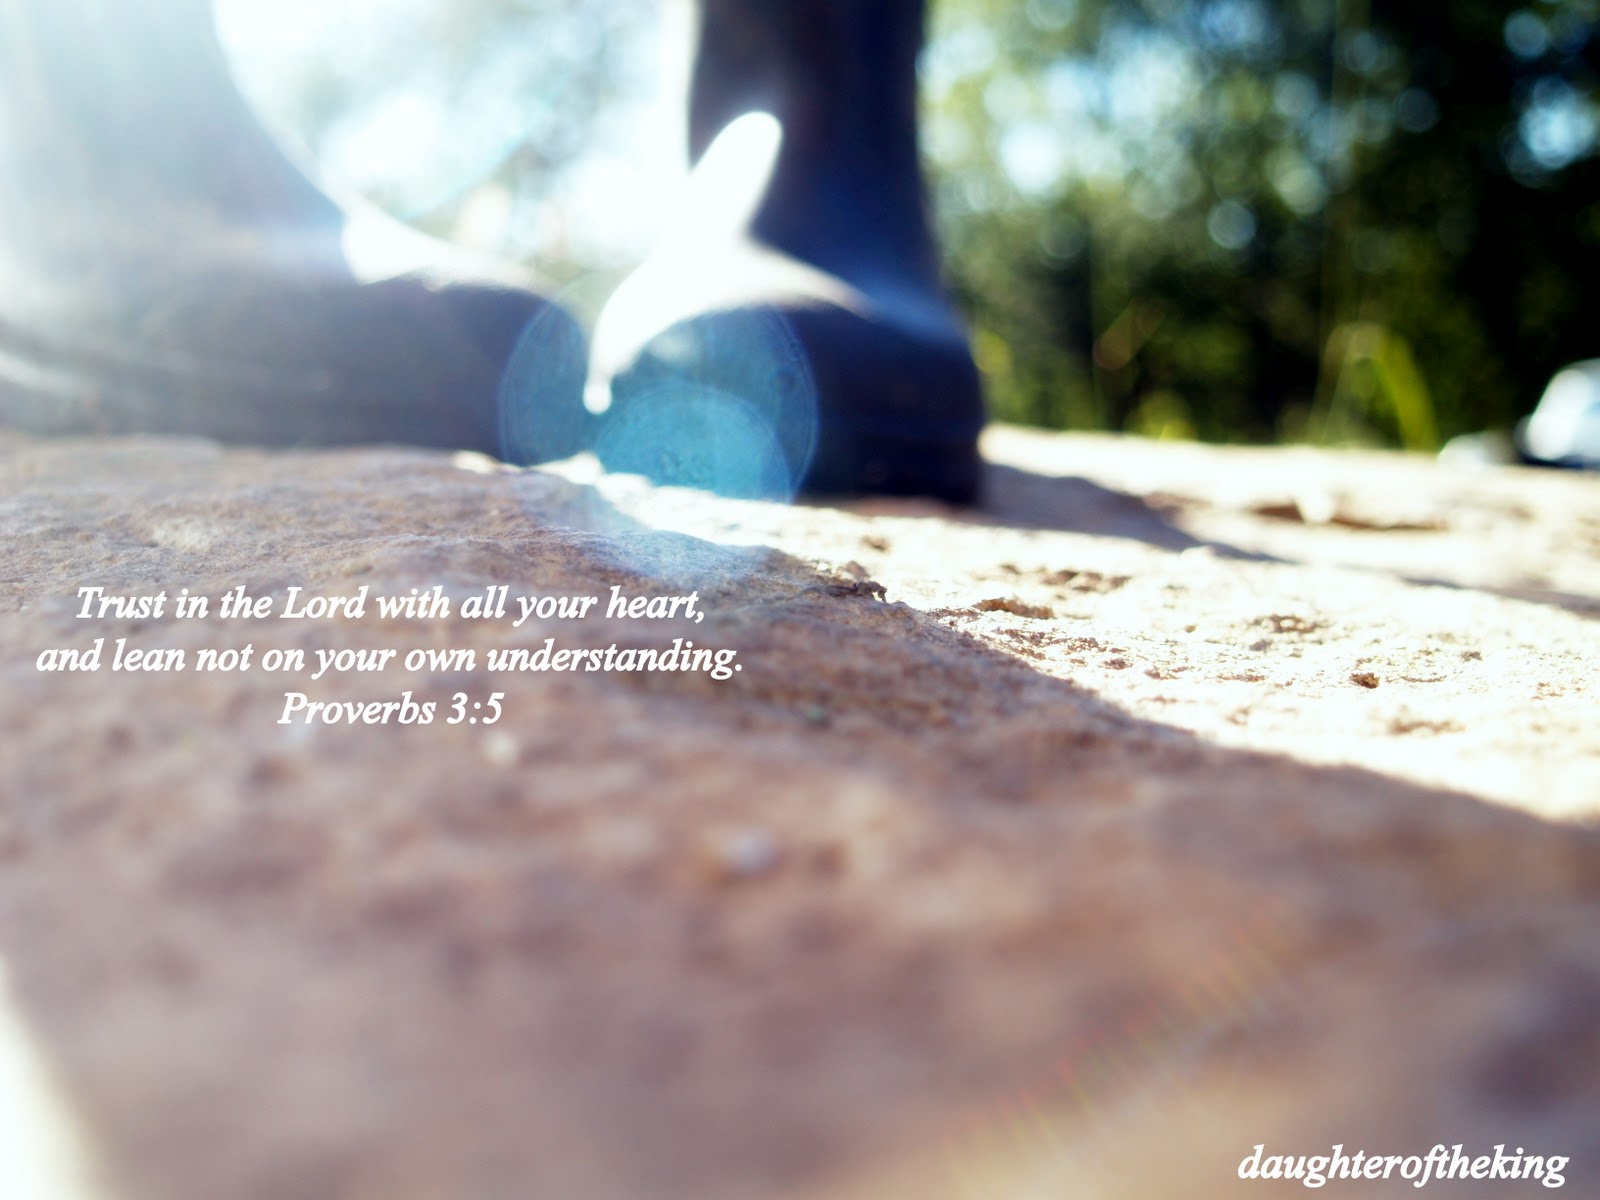 Trust in the Lord with all your heart,
and lean not on your own understanding.
Proverbs 3:5
daughteroftheking